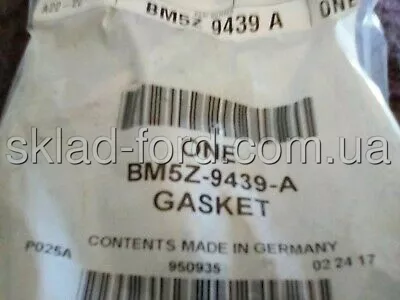 BM5Z 9439 A ONE
ONE
sklad-ford.com.ua
BM5Z-9439-A
GASKET
P025A CONTENTS MADE IN GERMANY
950935 02 24 17